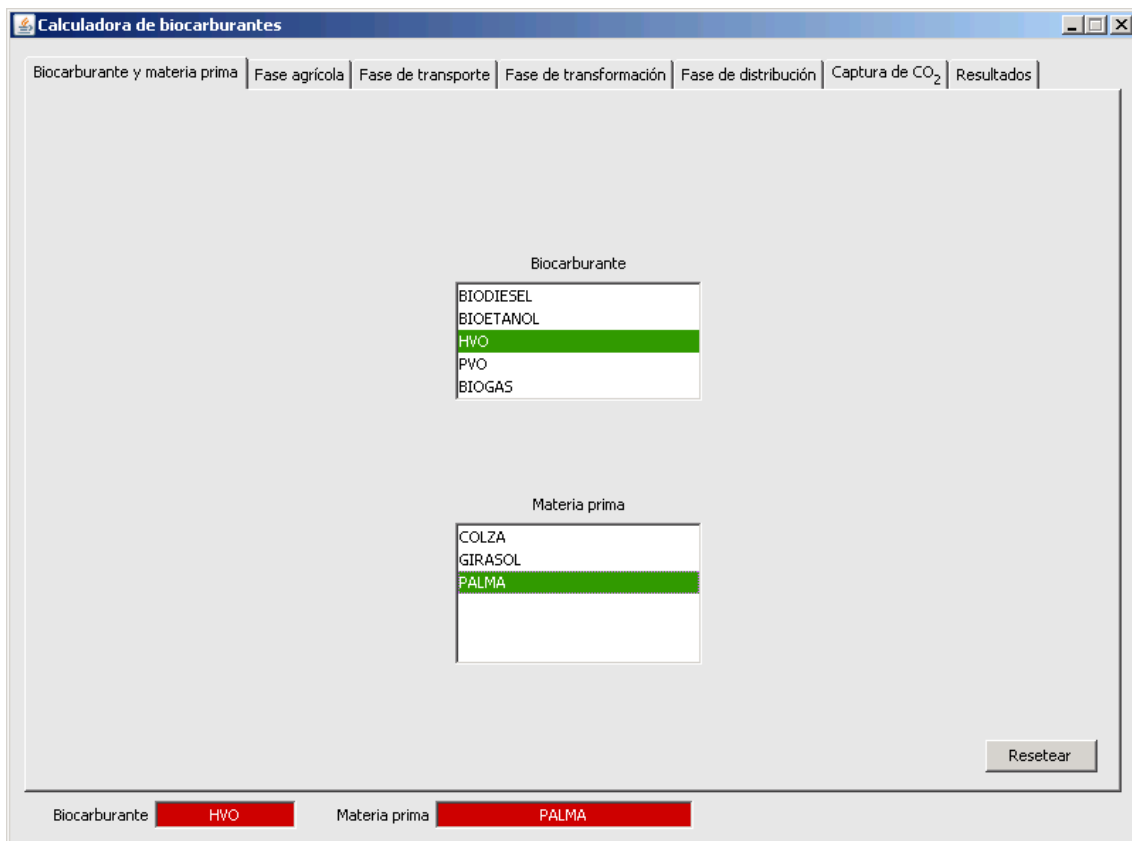 Calculadora de biocarburantes
Biocarburante y materia prima Fase agrícola Fase de transporte Fase de transformación Fase de distribución Captura de CO2 Resultados
Biocarburante
BIODIESEL
BIOETANOL
HVO
PVO
BIOGAS
Materia prima
COLZA
GIRASOL
PALMA
Resetear
Biocarburante HVO Materia prima PALMA